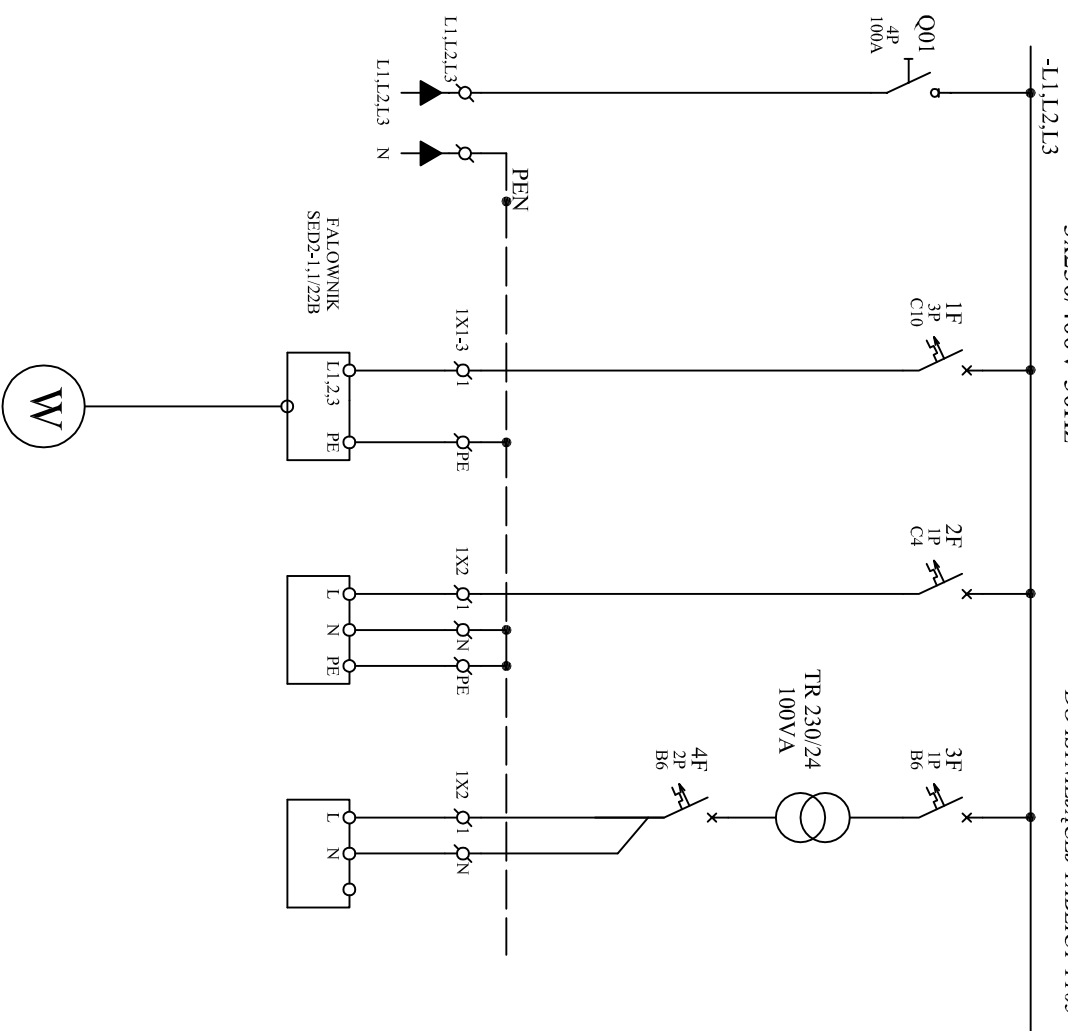 -L1,L2,L3
Q01
4P
100A
L1,L2,L3
L1,L2,L3
N
PEN
1F
3P
C10
1X1-3
1
PE
FALOWNIK
SED2-1,1/22B
L1,2,3
PE
W
2F
1P
C4
1X2
1
N
PE
L
N
PE
3F
1P
B6
TR 230/24
100VA
4F
2P
B6
1X2
1
N
L
N